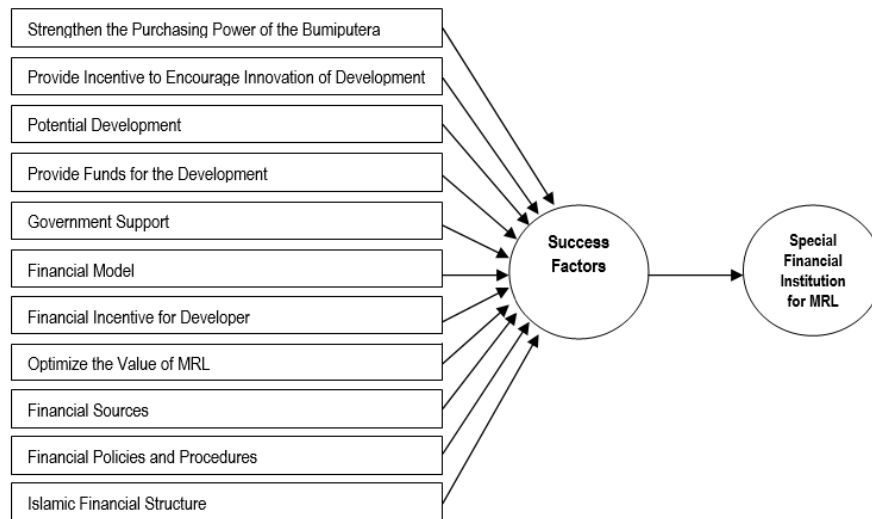 Strengthen the Purchasing Power of the Bumiputera
Provide Incentive to Encourage Innovation of Development
Potential Development
Provide Funds for the Development
Government Support
Financial Model
Financial Incentive for Developer
Optimize the Value of MRL
Financial Sources
Financial Policies and Procedures
Islamic Financial Structure
Success
Factors
Special
Financial
Institution
for MRL